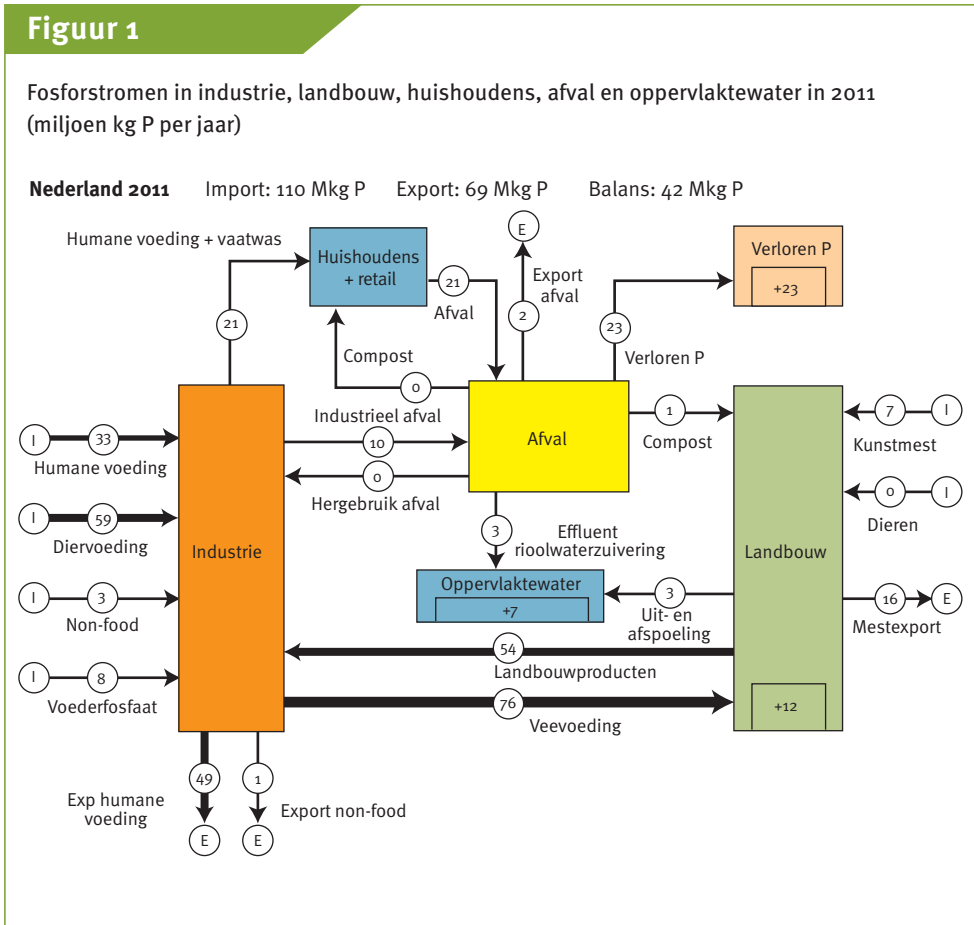 Figuur 1
Fosforstromen in industrie, landbouw, huishoudens, afval en oppervlaktewater in 2011
(miljoen kg P per jaar)
Nederland 2011 Import: 110 Mkg P Export: 69 Mkg P Balans: 42 Mkg P
Humane voeding + vaatwas
Huishoudens
+ retail
E
Export
afval
Verloren P
+23
21
Afval
21
2
23
Verloren P
Compost
0
Industrieel afval
10
0
Hergebruik afval
Afval
1
Compost
7
I
Kunstmest
0
I
Dieren
I
33
Humane voeding
I
59
Diervoeding
Industrie
3
Effluent
rioolwaterzuivering
Landbouw
Oppervlaktewater
+7
3
Uit- en
afspoeling
16
E
Mestexport
I
3
Non-food
54
Landbouwproducten
I
8
Voederfosfaat
76
Veevoeding
+12
49
1
Exp humane
voeding
Export non-food
E
E